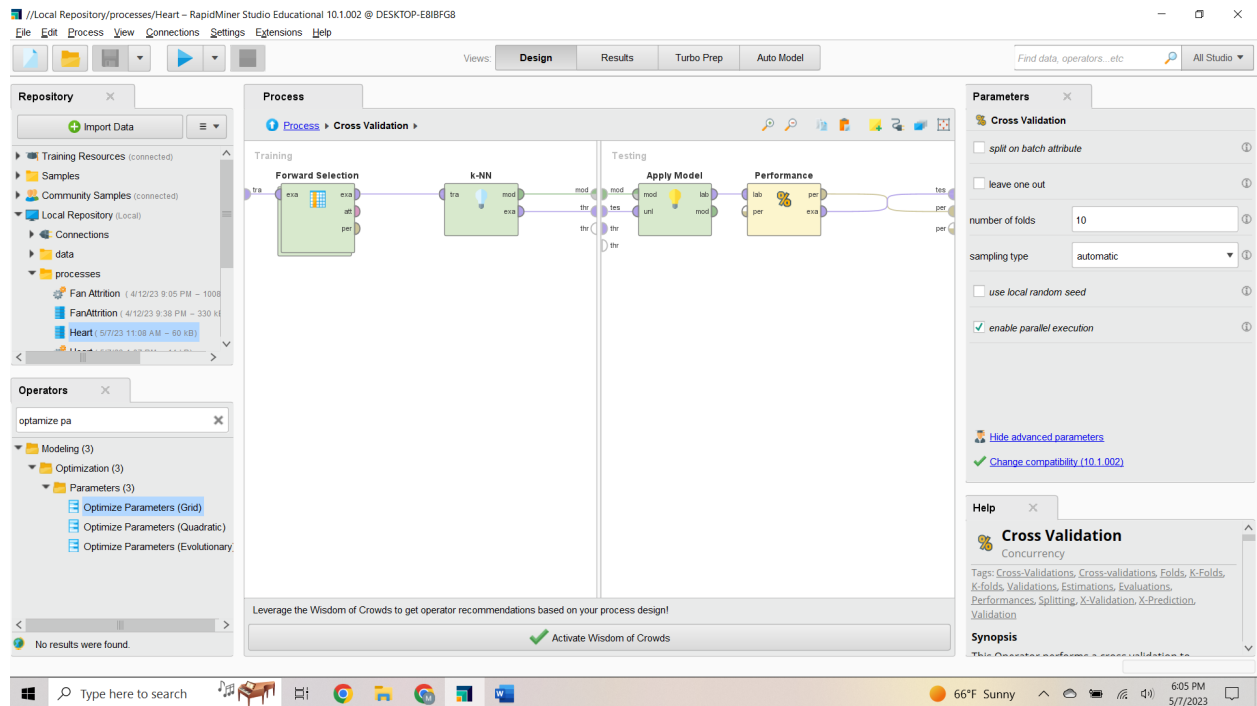 //Local Repository/processes/Heart – RapidMiner Studio Educational 10.1.002 @ DESKTOP-E8IBFG8
File Edit Process View Connections Settings Extensions Help
Views: Design Results Turbo Prep Auto Model
Find data, operators...etc
All Studio
Repository
Import Data
Training Resources (connected)
Samples
Community Samples (connected)
Local Repository (Local)
Connections
data
processes
Fan Attrition ( 4/12/23 9:05 PM – 1008
FanAttrition ( 4/12/23 9:38 PM – 330 k
Heart ( 5/7/23 11:08 AM – 60 kB)
Operators
optamize pa
Modeling (3)
Optimization (3)
Parameters (3)
Optimize Parameters (Grid)
Optimize Parameters (Quadratic)
Optimize Parameters (Evolutionary
No results were found.
Process
Process Cross Validation
Training
Testing
Forward Selection
k-NN
Apply Model
Performance
tra exa exa tra mod mod mod mod lab lab per tes
att exa thr tes unl mod per exa per
per thr thr per
thr
Leverage the Wisdom of Crowds to get operator recommendations based on your process design!
Activate Wisdom of Crowds
Parameters
Cross Validation
split on batch attribute
leave one out
number of folds 10
sampling type automatic
use local random seed
enable parallel execution
Hide advanced parameters
Change compatibility (10.1.002)
Help
Cross Validation
Concurrency
Tags: Cross-Validations, Cross-validations, Folds, K-Folds,
K-folds, Validations, Estimations, Evaluations,
Performances, Splitting, X-Validation, X-Prediction,
Validation
Synopsis
This Operator performs a cross validation to
Type here to search
66°F Sunny
6:05 PM
5/7/2023